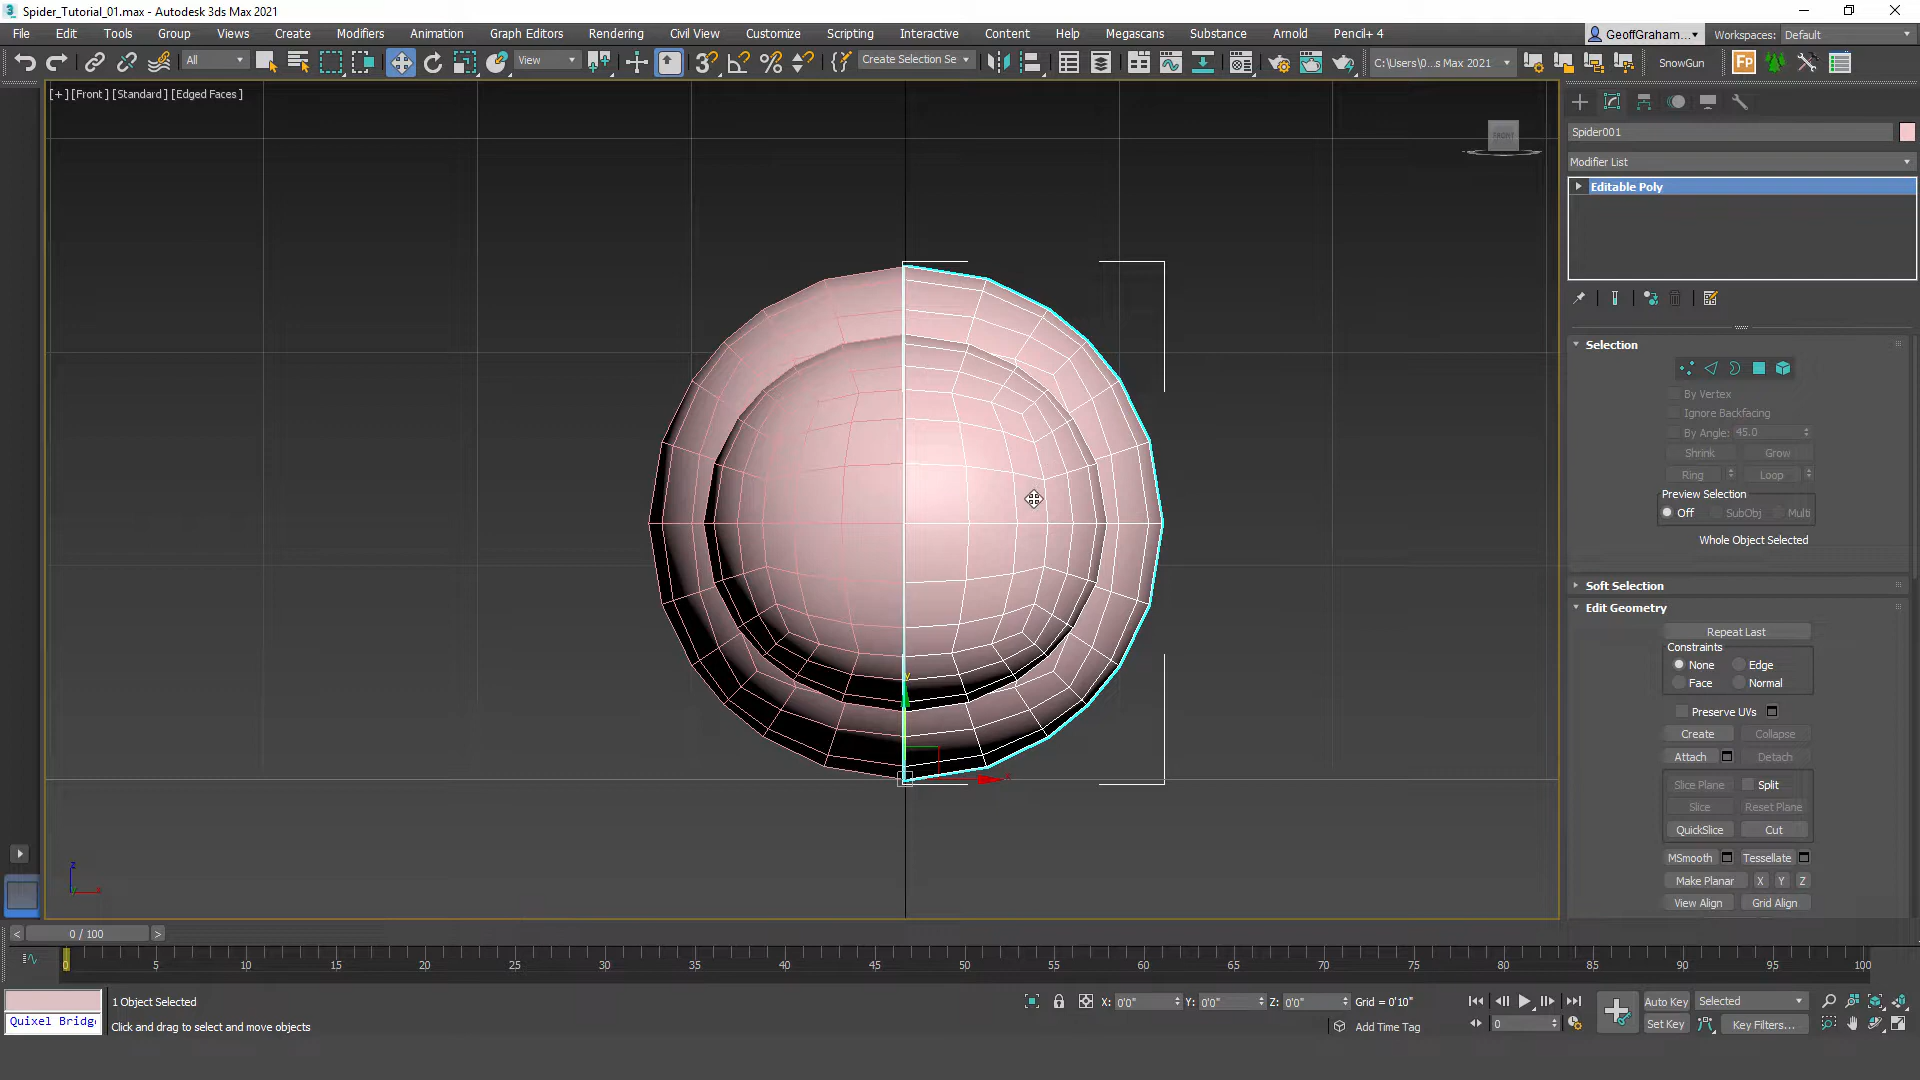 Spider_Tutorial_01.max - Autodesk 3ds Max 2021
File Edit Tools Group Views Create Modifiers Animation Graph Editors Rendering Civil View Customize Scripting Interactive Content Help Megascans Substance Arnold Pencil+ 4 GeoffGraham... Workspaces: Default
All View Create Selection Se C:\Users\0...s Max 2021 SnowGun
[+] [Front] [Standard] [Edged Faces]
FRONT
Spider001
Modifier List
Editable Poly
Selection
By Vertex
Ignore Backfacing
By Angle: 45.0
Shrink Grow
Ring Loop
Preview Selection
Off SubObj Multi
Whole Object Selected
Soft Selection
Edit Geometry
Repeat Last
Constraints
None Edge
Face Normal
Preserve UVs
Create Collapse
Attach Detach
Slice Plane Split
Slice Reset Plane
QuickSlice Cut
MSmooth Tessellate
Make Planar X Y Z
View Align Grid Align
y
x
z
x
< 0 / 100 >
0 5 10 15 20 25 30 35 40 45 50 55 60 65 70 75 80 85 90 95 100
1 Object Selected X: 0'0" Y: 0'0" Z: 0'0" Grid = 0'10" Auto Key Selected
Quixel Bridg Click and drag to select and move objects Add Time Tag 0 Set Key Key Filters...